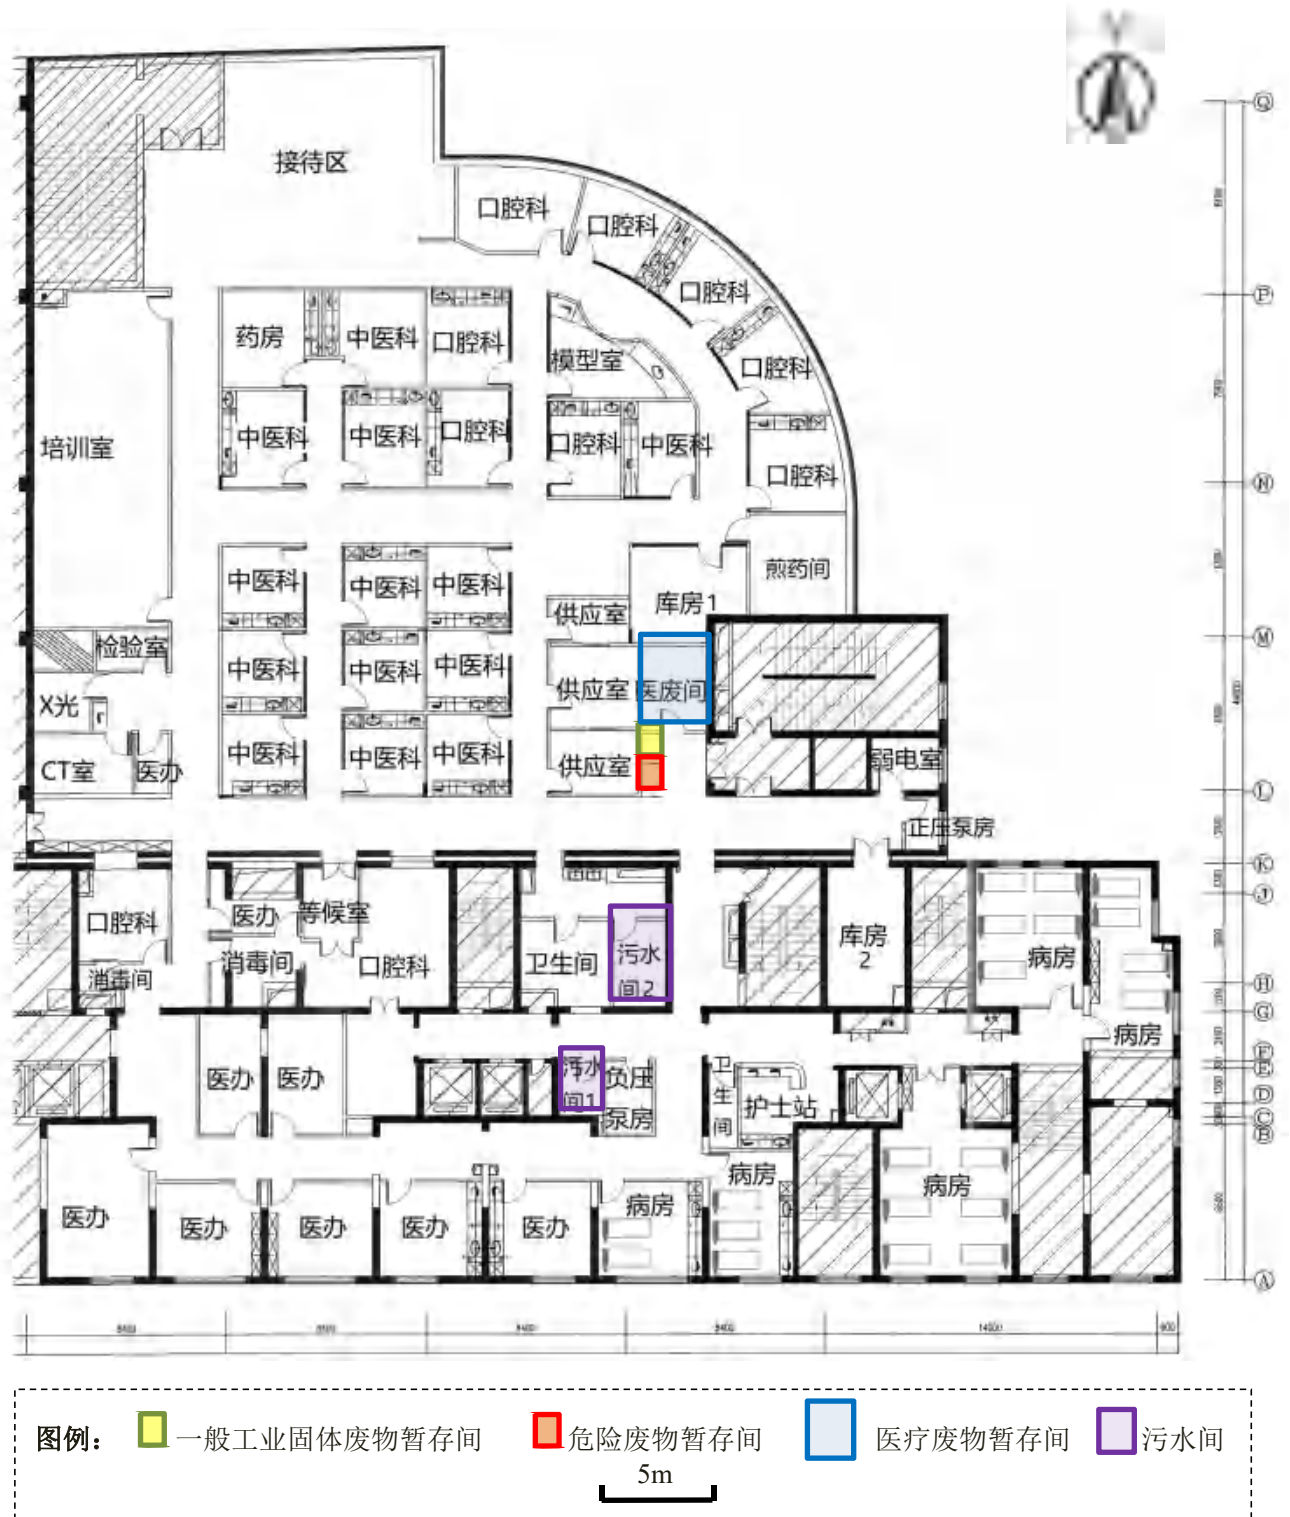 Q
接待区
口腔科
口腔科
口腔科
P
药房
中医科
口腔科
模型室
口腔科
培训室
中医科
中医科
口腔科
口腔科
中医科
口腔科
N
中医科
中医科
中医科
供应室
库房1
煎药间
检验室
M
中医科
中医科
中医科
供应室
医废间
X光
CT室
医办
中医科
中医科
中医科
供应室
弱电室
L
正压泵房
K
J
口腔科
医办
等候室
消毒间
消毒间
口腔科
卫生间
污水
间2
库房
2
病房
H
G
病房
F
E
D
C
B
医办
医办
污水
间1
负压
泵房
卫
生
间
护士站
医办
医办
医办
医办
医办
病房
病房
病房
A
8400
14000
图例:
一般工业固体废物暂存间
危险废物暂存间
医疗废物暂存间
污水间
5m